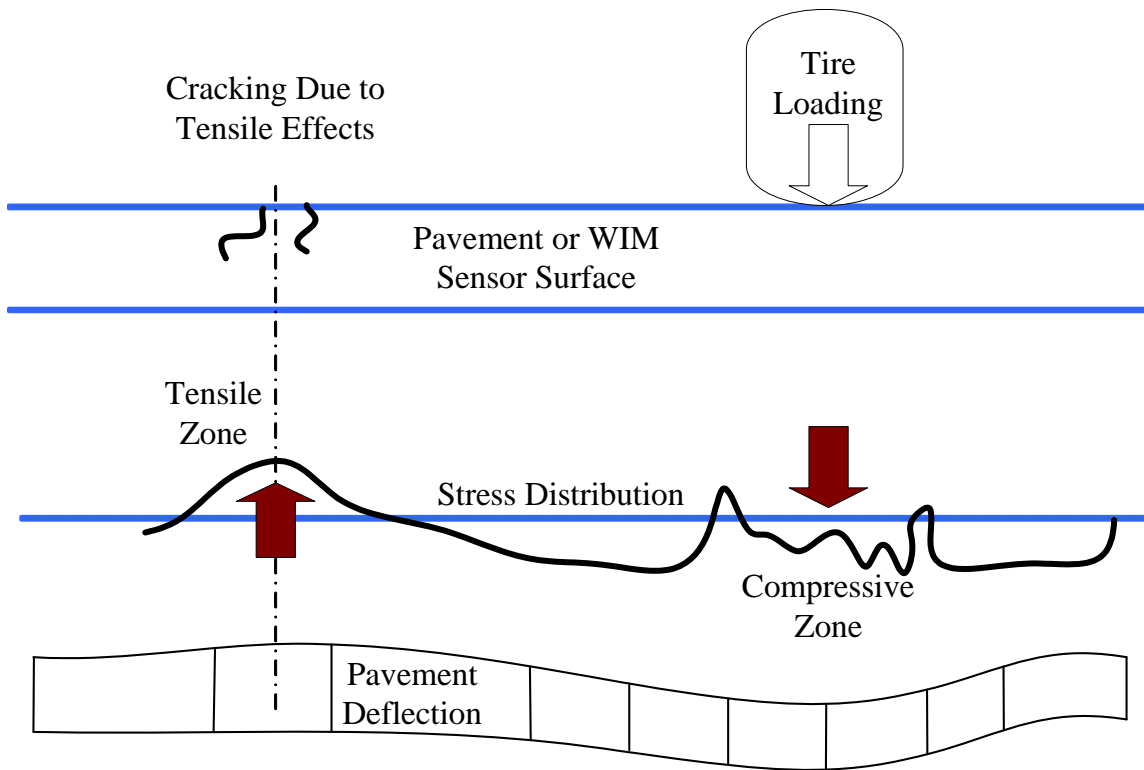 Cracking Due to
Tensile Effects
Tire
Loading
Pavement or WIM
Sensor Surface
Tensile
Zone
Stress Distribution
Compressive
Zone
Pavement
Deflection